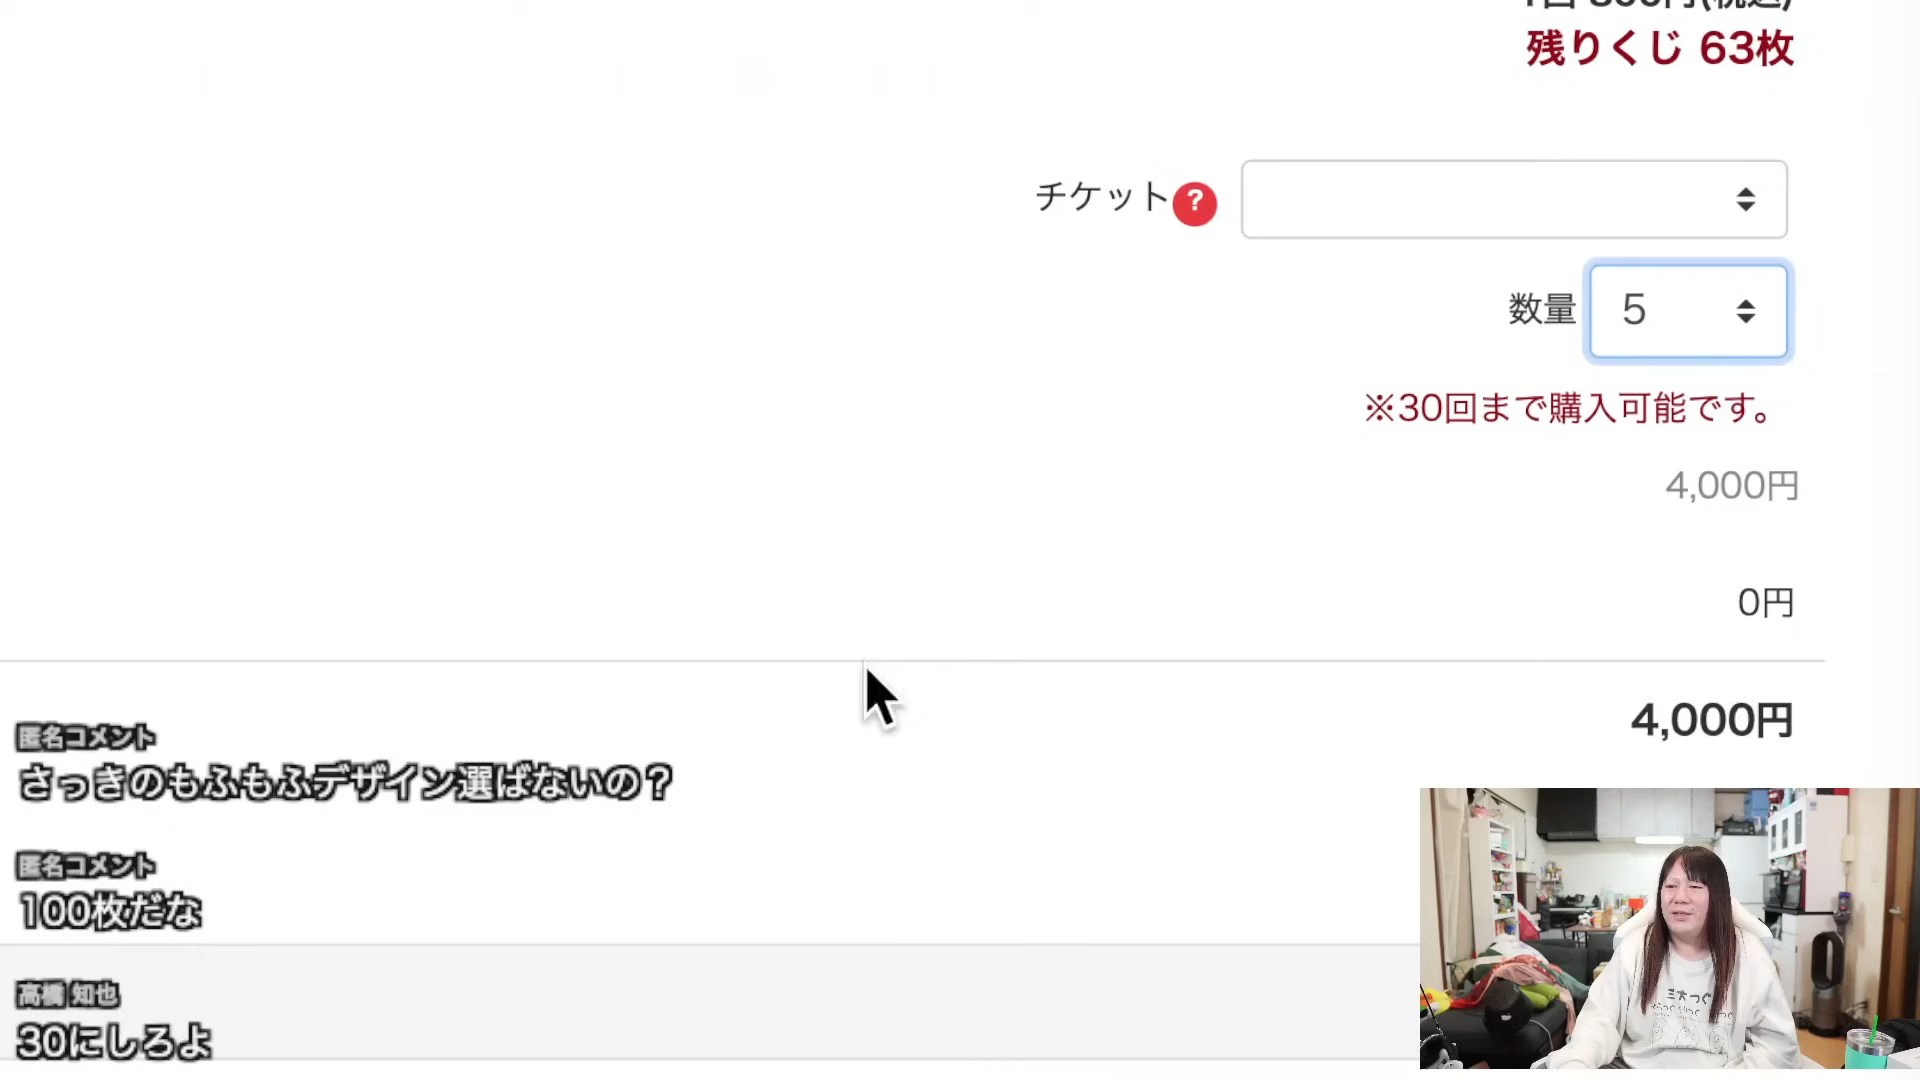 残りくじ 63枚
チケット ?
数量 5
※30回まで購入可能です。
4,000円
0円
4,000円
匿名コメント
さっきのもふもふデザイン選ばないの?
匿名コメント
100枚だな
高橋 知也
30にしろよ